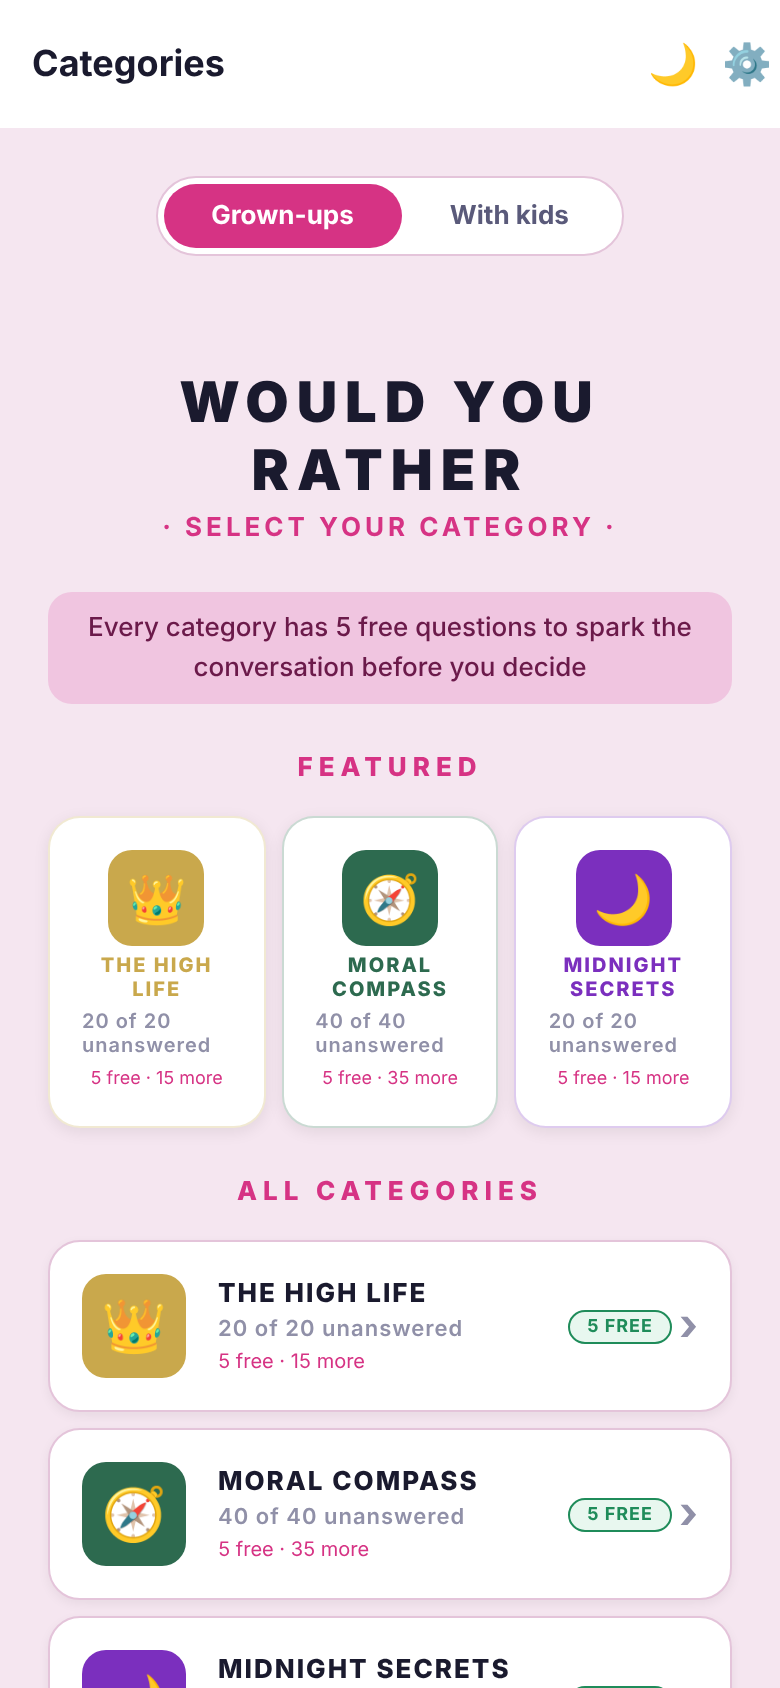 Categories
Grown-ups
With kids
WOULD YOU
RATHER
· SELECT YOUR CATEGORY ·
Every category has 5 free questions to spark the
conversation before you decide
FEATURED
THE HIGH
LIFE
20 of 20
unanswered
5 free · 15 more
MORAL
COMPASS
40 of 40
unanswered
5 free · 35 more
MIDNIGHT
SECRETS
20 of 20
unanswered
5 free · 15 more
ALL CATEGORIES
THE HIGH LIFE
20 of 20 unanswered
5 free · 15 more
5 FREE
MORAL COMPASS
40 of 40 unanswered
5 free · 35 more
5 FREE
MIDNIGHT SECRETS